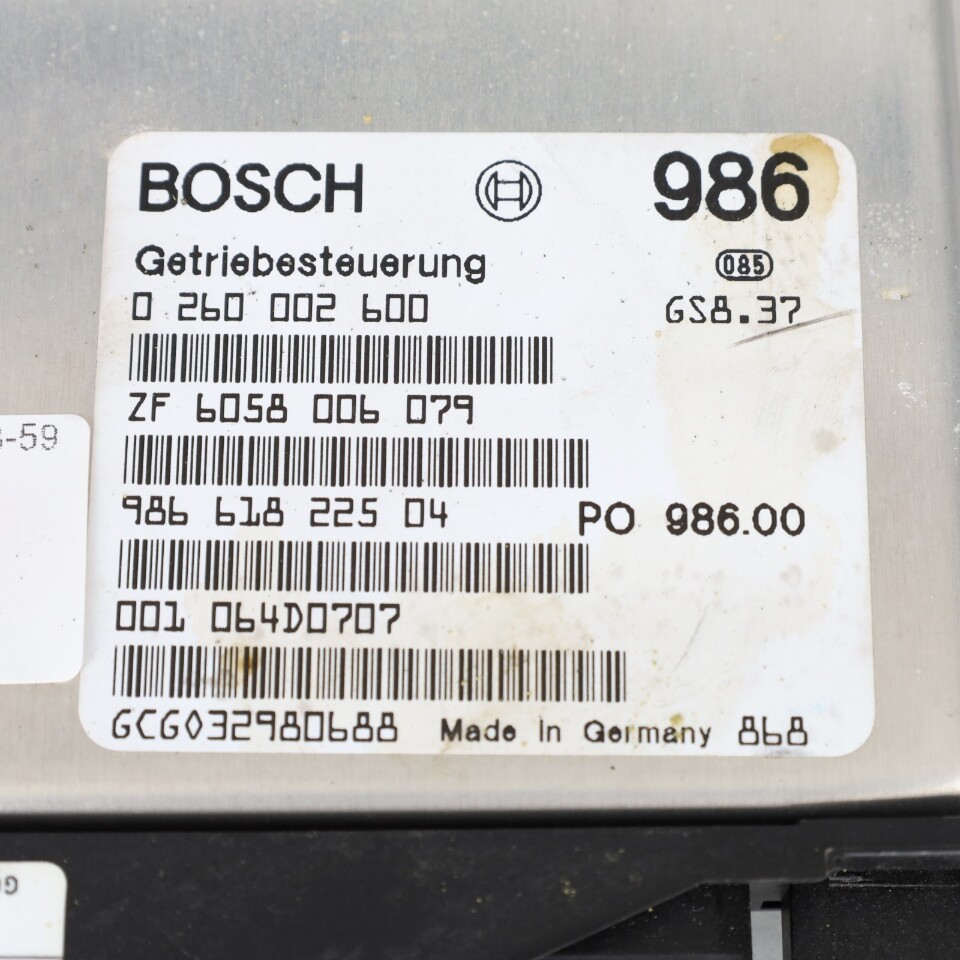 BOSCH 986
Getriebesteuerung 085
0 260 002 600 GS8.37
ZF 6058 006 079
986 618 225 04 PO 986.00
001 064D0707
GCG032980688 Made in Germany 868
-59